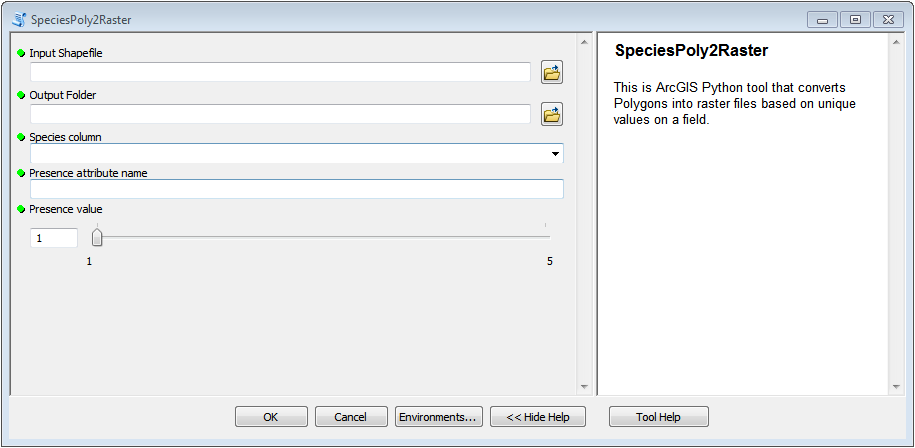 SpeciesPoly2Raster
Input Shapefile
Output Folder
Species column
Presence attribute name
Presence value
1
1
5
SpeciesPoly2Raster
This is ArcGIS Python tool that converts
Polygons into raster files based on unique
values on a field.
OK
Cancel
Environments...
<< Hide Help
Tool Help